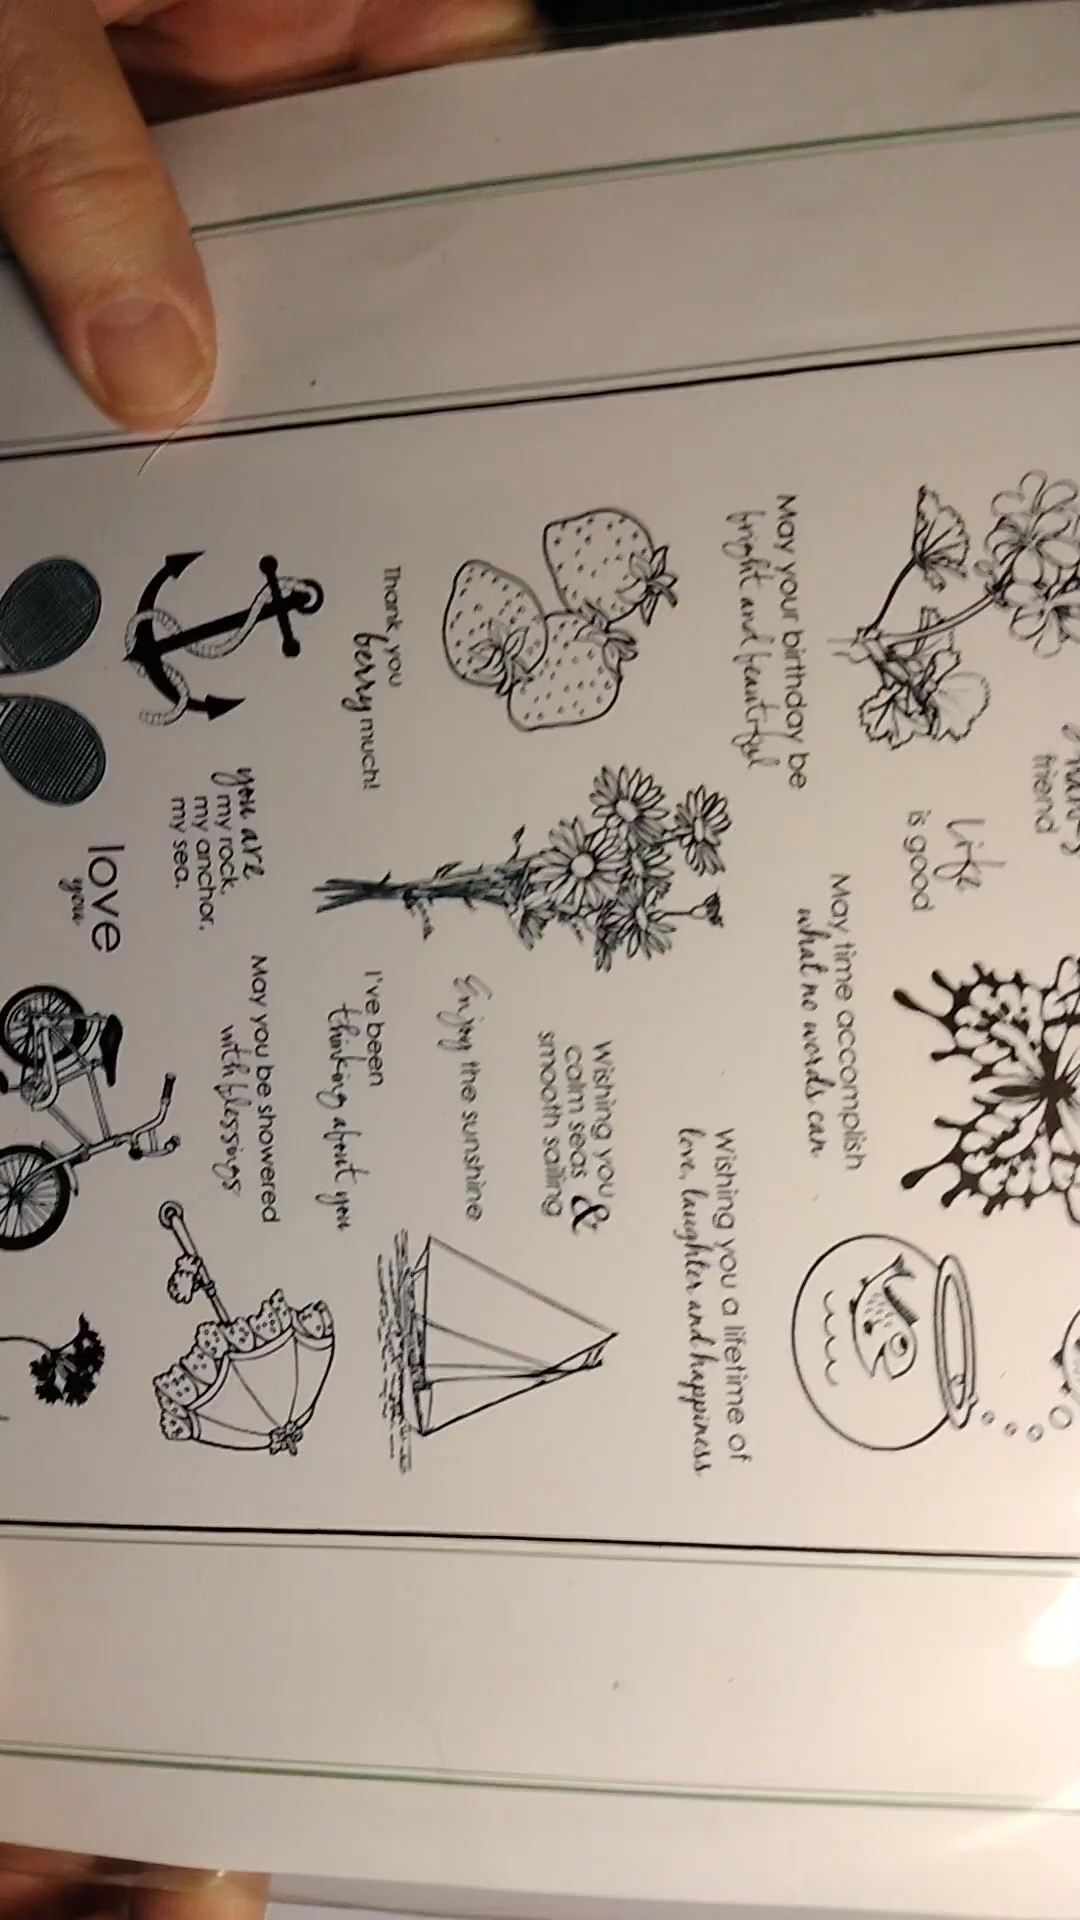 friend
Life
is good
May time accomplish
what no words can
May your birthday be
bright and beautiful
Wishing you a lifetime of
love, laughter and happiness
Wishing you
calm seas &
smooth sailing
Enjoy the sunshine
Thank you
berry much!
I've been
thinking about you
May you be showered
with blessings
you are
my rock,
my anchor,
my sea.
love
you